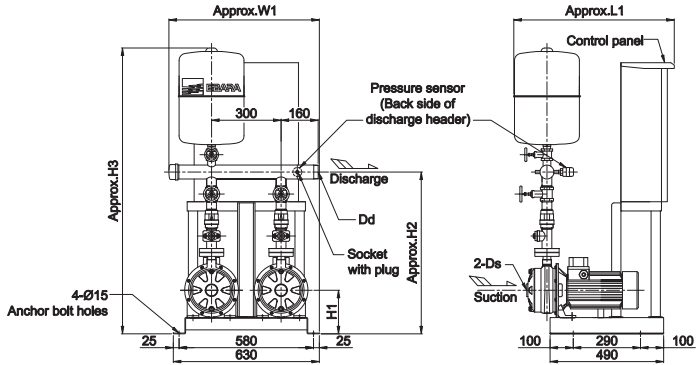 Approx.W1
Approx.L1
Control panel
EBARA
Pressure sensor
(Back side of
discharge header)
300
160
Discharge
Approx.H3
Dd
Approx.H2
Socket
with plug
2-Ds
Suction
4-Ø15
Anchor bolt holes
H1
25
580
25
630
100
290
100
490